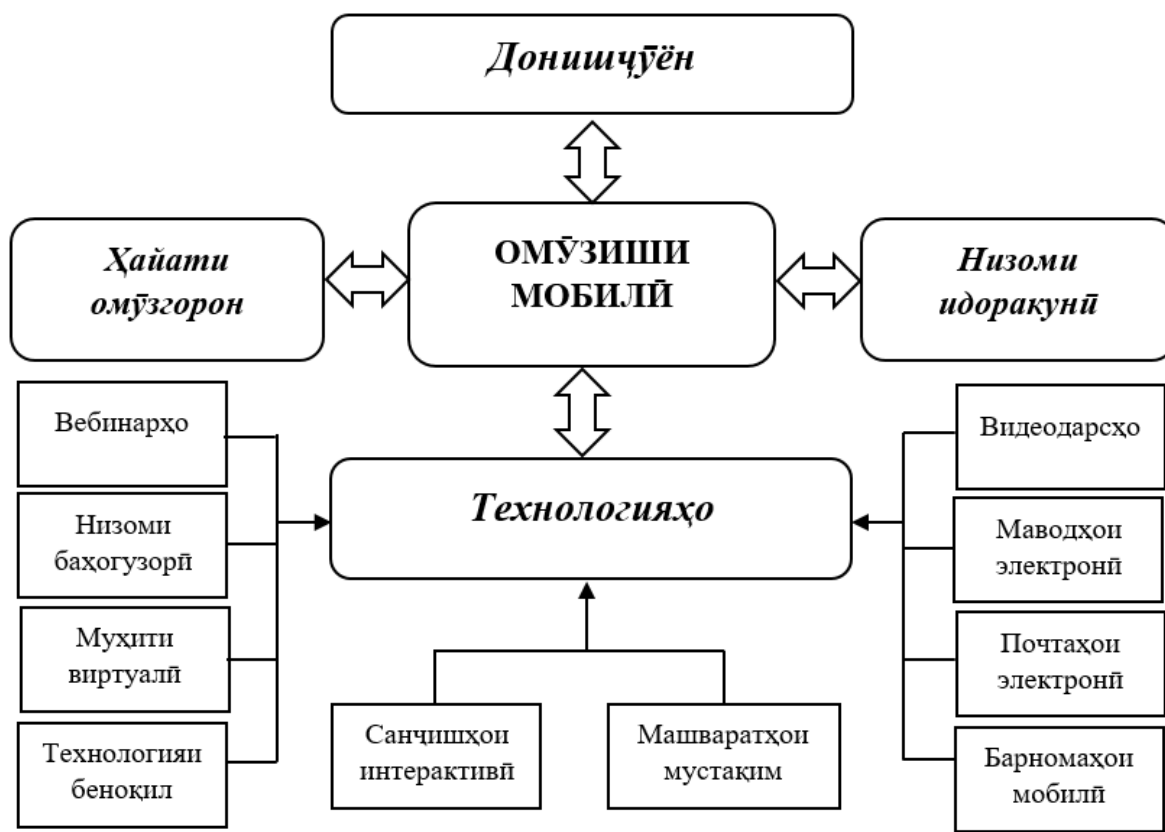 Донишҷӯён
Ҳайати
омӯзгорон
ОМӮЗИШИ
МОБИЛӢ
Низоми
идоракунӣ
Вебинарҳо
Низоми
баҳогузорӣ
Муҳити
виртуалӣ
Технологияи
беноқил
Технологияҳо
Санҷишҳои
интерактивӣ
Машваратҳои
мустақим
Видеодарсҳо
Маводҳои
электронӣ
Почтаҳои
электронӣ
Барномаҳои
мобилӣ